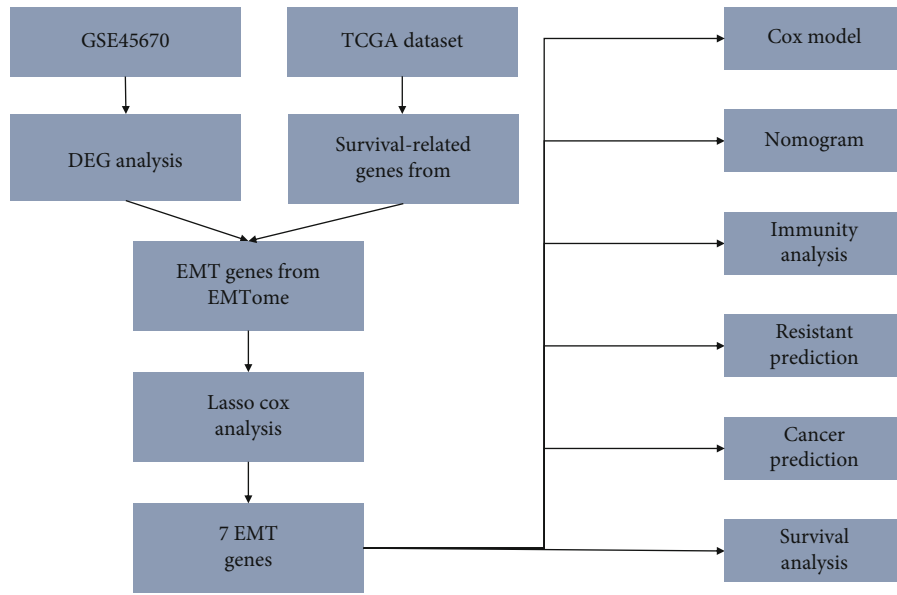 GSE45670
TCGA dataset
DEG analysis
Survival-related
genes from
EMT genes from
EMTome
Lasso cox
analysis
7 EMT
genes
Cox model
Nomogram
Immunity
analysis
Resistant
prediction
Cancer
prediction
Survival
analysis